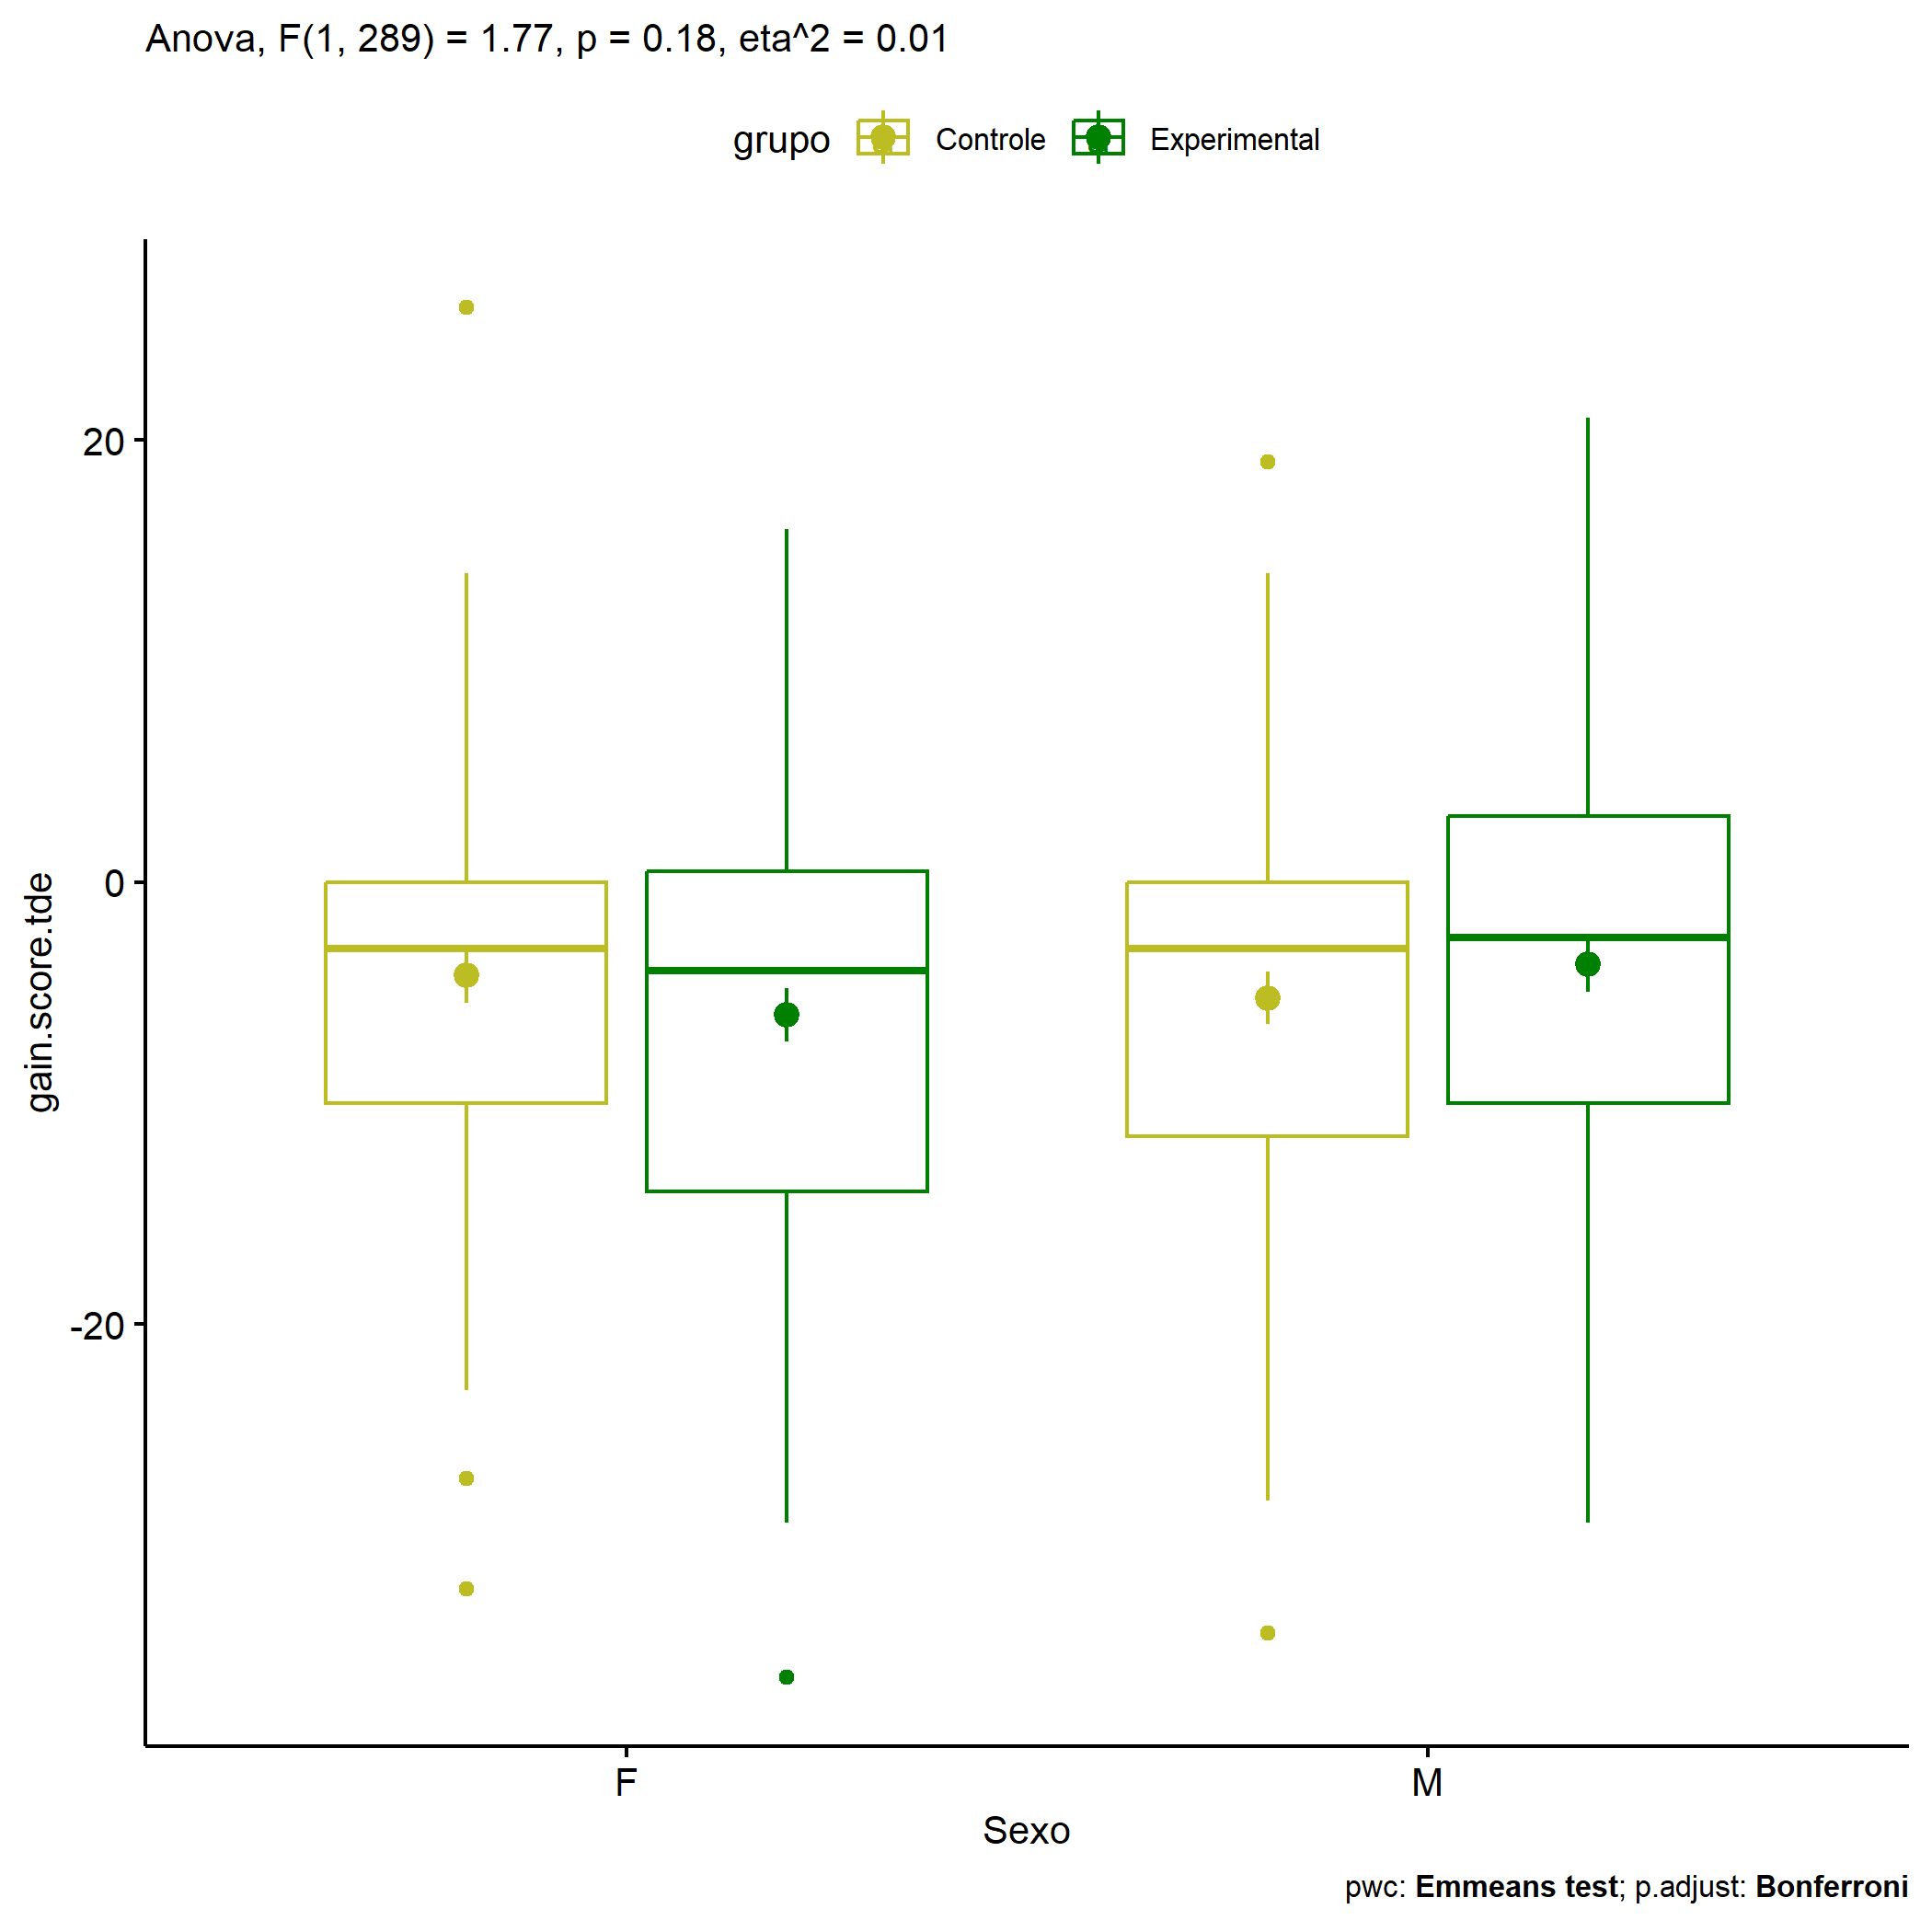 Anova, F(1, 289) = 1.77, p = 0.18, eta^2 = 0.01
grupo Controle Experimental
gain.score.tde
20
0
-20
F M
Sexo
pwc: Emmeans test; p.adjust: Bonferroni